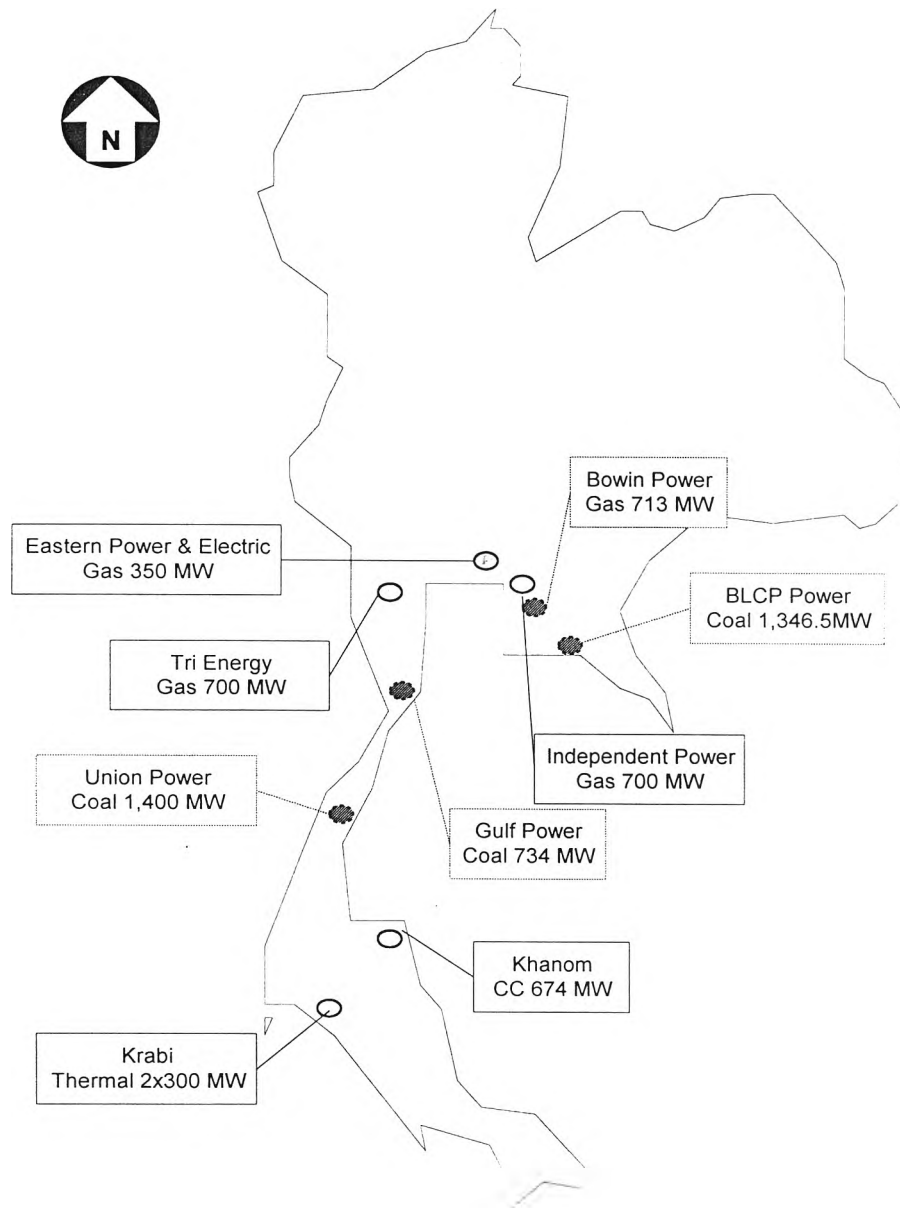 N
Bowin Power
Gas 713 MW
Eastern Power & Electric
Gas 350 MW
BLCP Power
Coal 1,346.5MW
Tri Energy
Gas 700 MW
Independent Power
Gas 700 MW
Union Power
Coal 1,400 MW
Gulf Power
Coal 734 MW
Khanom
CC 674 MW
Krabi
Thermal 2x300 MW